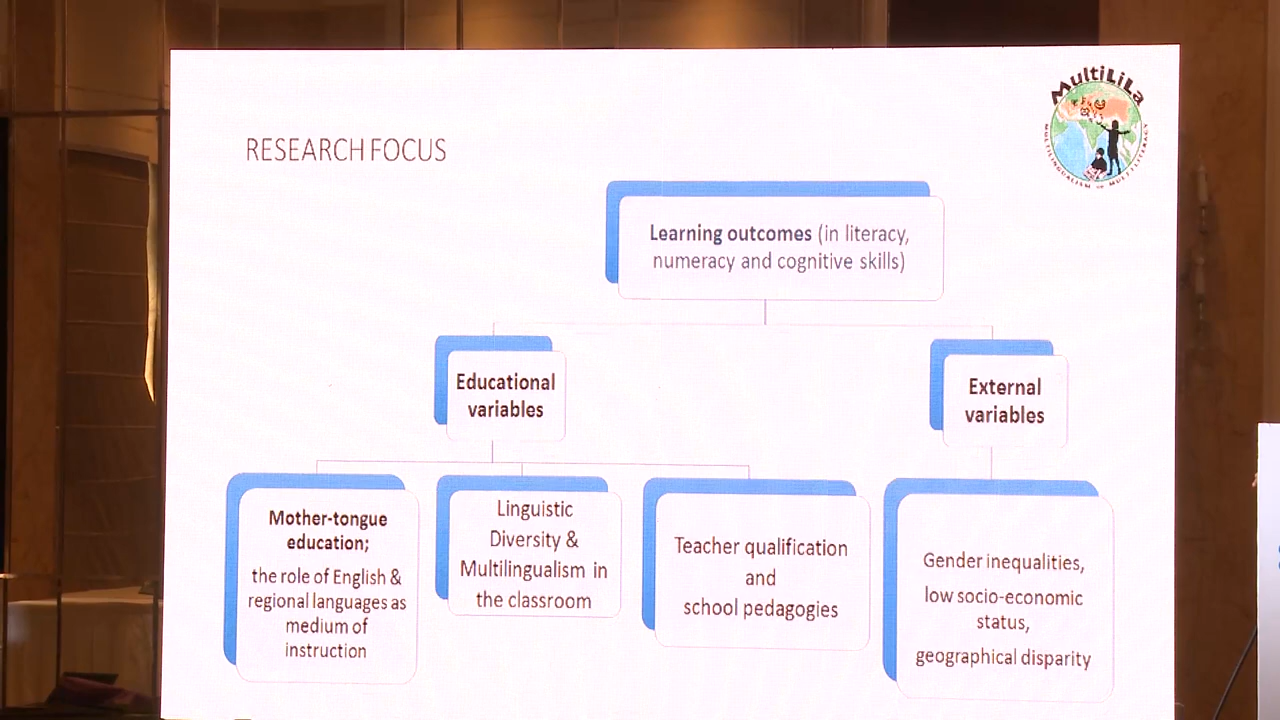 MultiLiLa
MULTILINGUALISM & MULTILITERACY
RESEARCH FOCUS
Learning outcomes (in literacy,
numeracy and cognitive skills)
Educational
variables
External
variables
Mother-tongue
education;
the role of English &
regional languages as
medium of
instruction
Linguistic
Diversity &
Multilingualism in
the classroom
Teacher qualification
and
school pedagogies
Gender inequalities,
low socio-economic
status,
geographical disparity